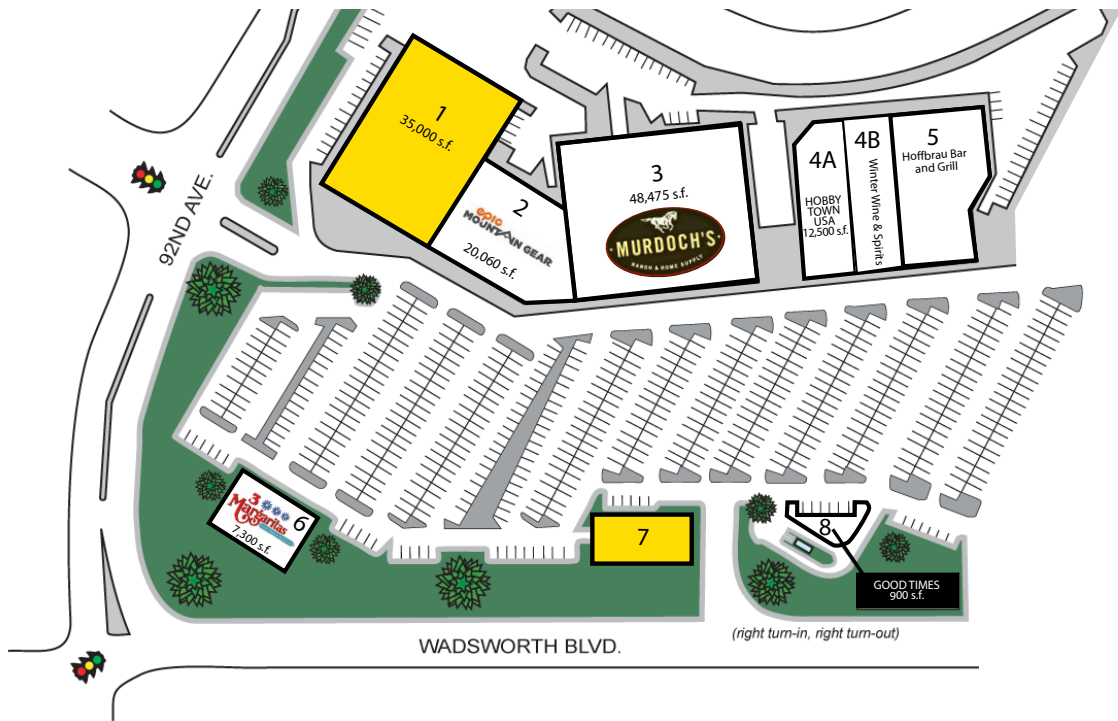 1
35,000 s.f.
2
epic
MOUNTAIN GEAR
20,060 s.f.
3
48,475 s.f.
MURDOCH'S
RANCH & HOME SUPPLY
4A
HOBBY
TOWN
USA
12,500 s.f.
4B
Winter Wine & Spirits
5
Hoffbrau Bar
and Grill
92ND AVE.
3
Margaritas
6
7,300 s.f.
7
8
GOOD TIMES
900 s.f.
(right turn-in, right turn-out)
WADSWORTH BLVD.